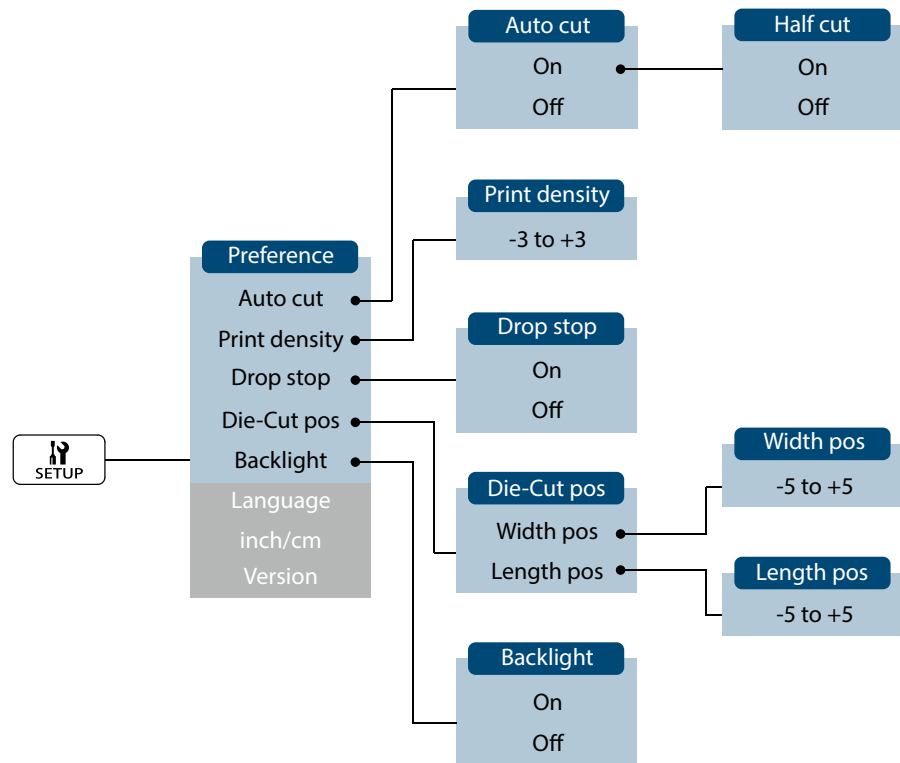 SETUP
Preference
Auto cut
Print density
Drop stop
Die-Cut pos
Backlight
Language
inch/cm
Version
Auto cut
On
Off
Half cut
On
Off
Print density
-3 to +3
Drop stop
On
Off
Die-Cut pos
Width pos
Length pos
Width pos
-5 to +5
Length pos
-5 to +5
Backlight
On
Off